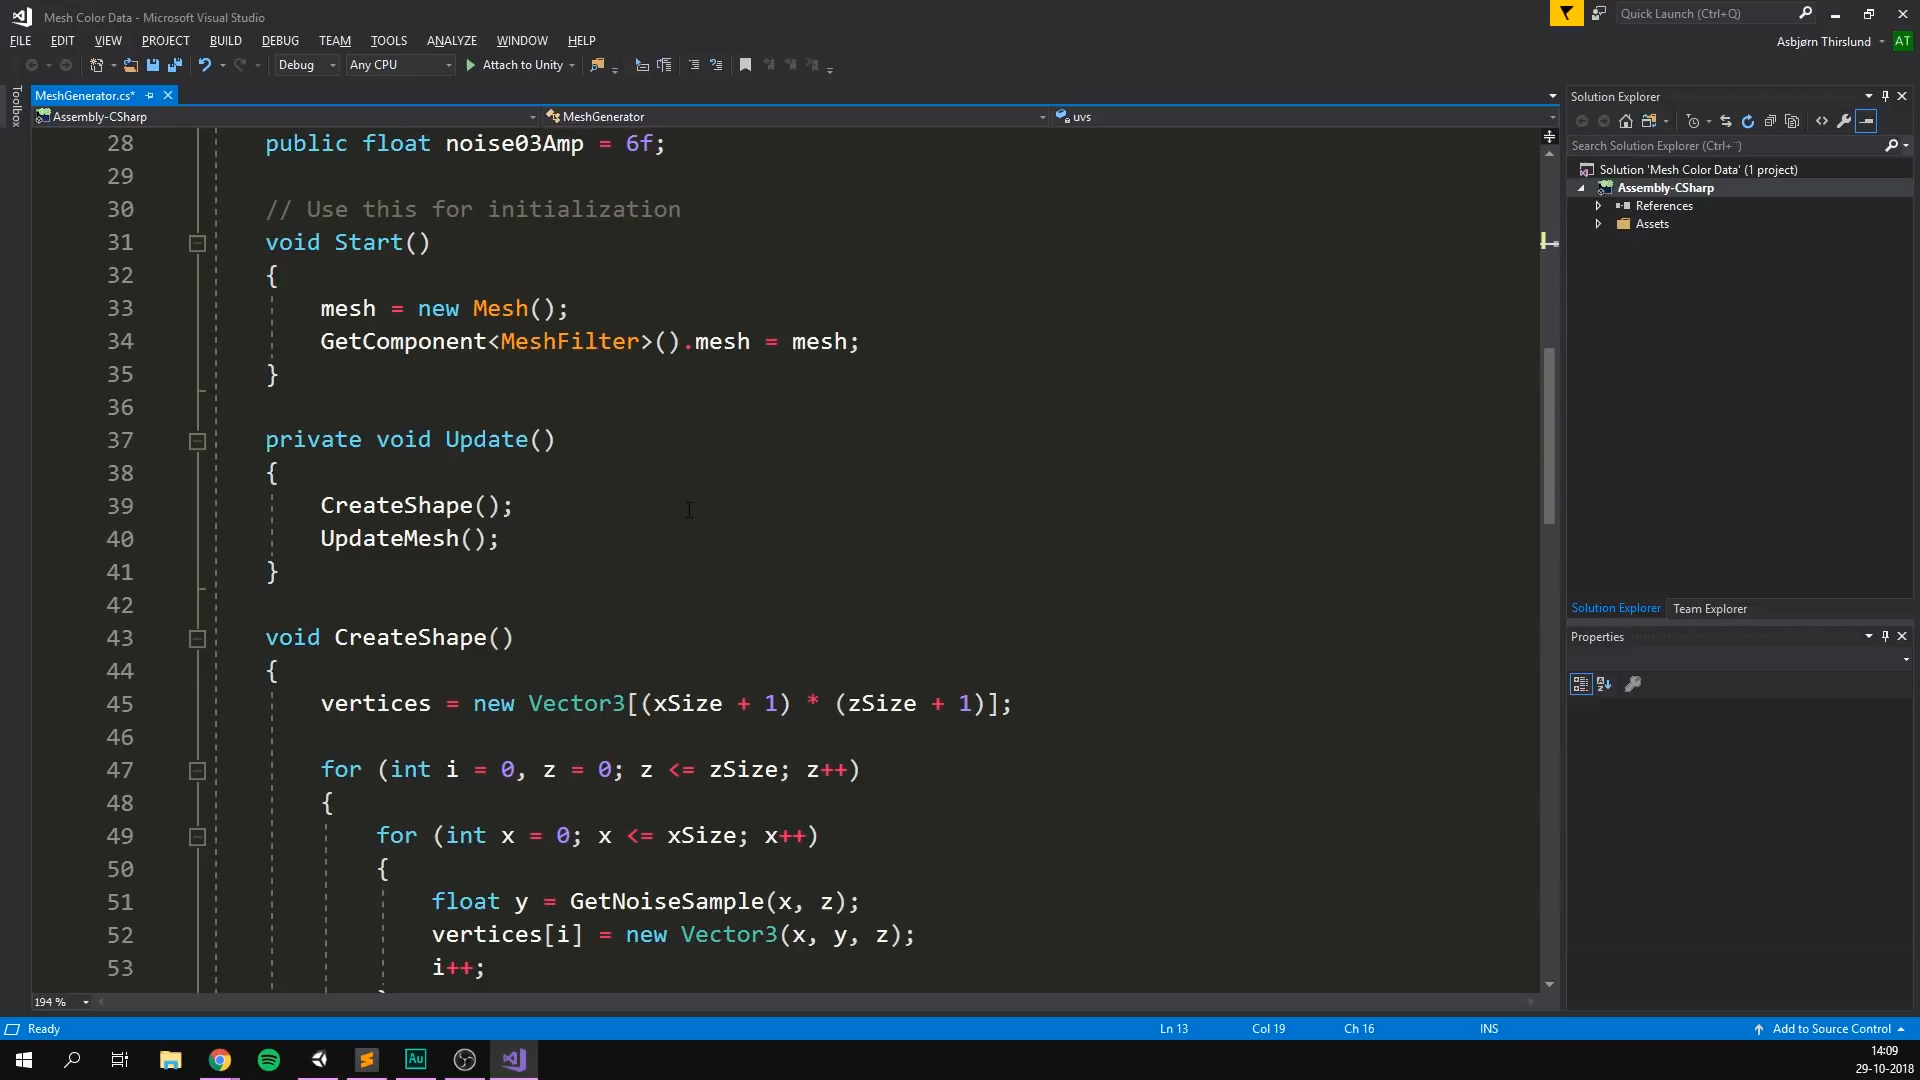 Mesh Color Data - Microsoft Visual Studio
Quick Launch (Ctrl+Q)
FILE EDIT VIEW PROJECT BUILD DEBUG TEAM TOOLS ANALYZE WINDOW HELP
Asbjørn Thirslund AT
Debug Any CPU Attach to Unity
Toolbox
MeshGenerator.cs*
Assembly-CSharp MeshGenerator uvs
28 public float noise03Amp = 6f;
29
30 // Use this for initialization
31 void Start()
32 {
33 mesh = new Mesh();
34 GetComponent<MeshFilter>().mesh = mesh;
35 }
36
37 private void Update()
38 {
39 CreateShape();
40 UpdateMesh();
41 }
42
43 void CreateShape()
44 {
45 vertices = new Vector3[(xSize + 1) * (zSize + 1)];
46
47 for (int i = 0, z = 0; z <= zSize; z++)
48 {
49 for (int x = 0; x <= xSize; x++)
50 {
51 float y = GetNoiseSample(x, z);
52 vertices[i] = new Vector3(x, y, z);
53 i++;
194 %
Solution Explorer
Search Solution Explorer (Ctrl+¨)
Solution 'Mesh Color Data' (1 project)
Assembly-CSharp
References
Assets
Solution Explorer Team Explorer
Properties
Ready Ln 13 Col 19 Ch 16 INS Add to Source Control
Au
14:09
29-10-2018